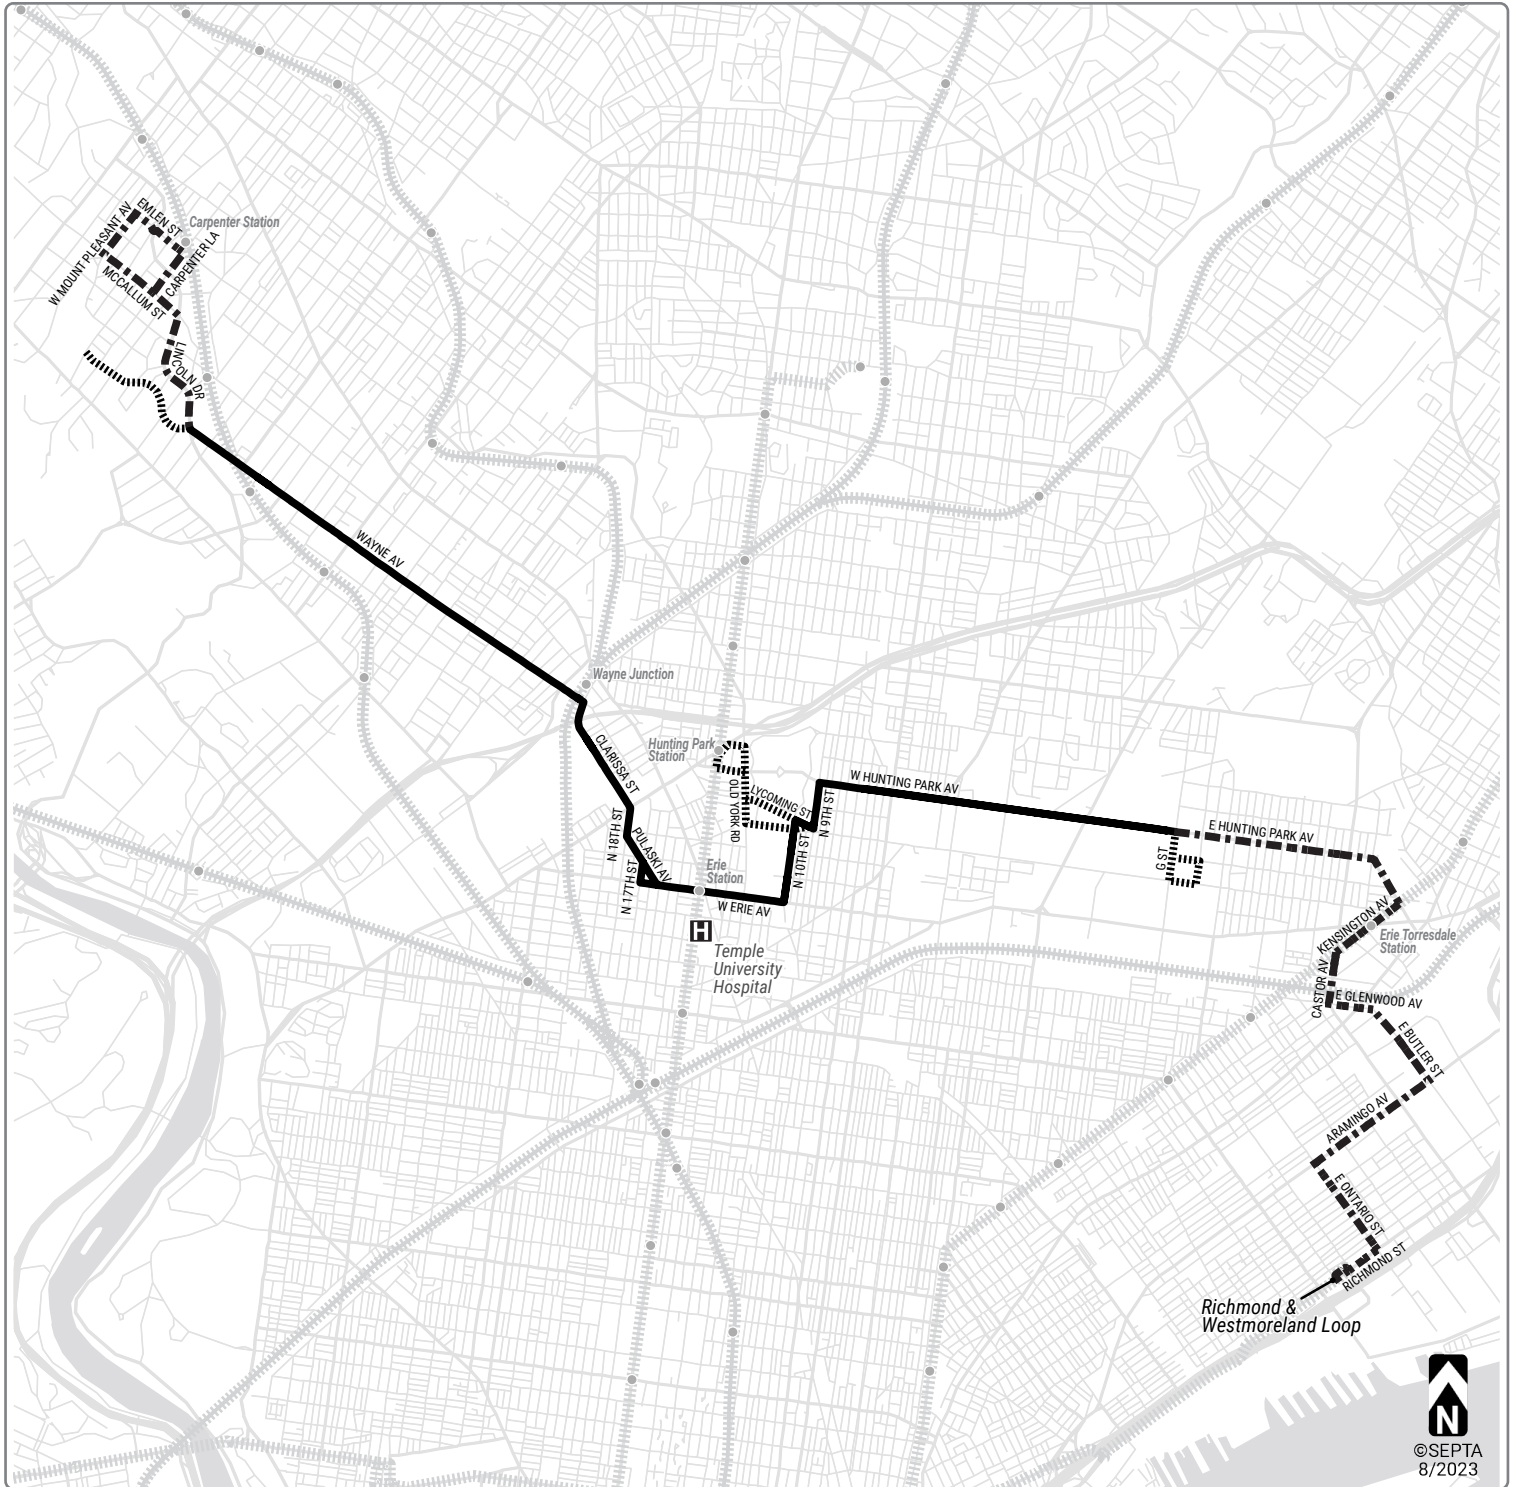 EMLEN ST
W MOUNT PLEASANT AV
Carpenter Station
CARPENTER LA
MCCALLUM ST
LINCOLN DR
WAYNE AV
Wayne Junction
CLARISSA ST
Hunting Park
Station
OLD YORK RD
LYCOMING ST
N 9TH ST
W HUNTING PARK AV
E HUNTING PARK AV
N 18TH ST
PULASKI AV
N 17TH ST
Erie
Station
N 10TH ST
W ERIE AV
G ST
H
Temple
University
Hospital
KENSINGTON AV
Erie Torresdale
Station
CASTOR AV
E GLENWOOD AV
E BUTLER ST
ARAMINGO AV
E ONTARIO ST
RICHMOND ST
Richmond &
Westmoreland Loop
N
©SEPTA
8/2023